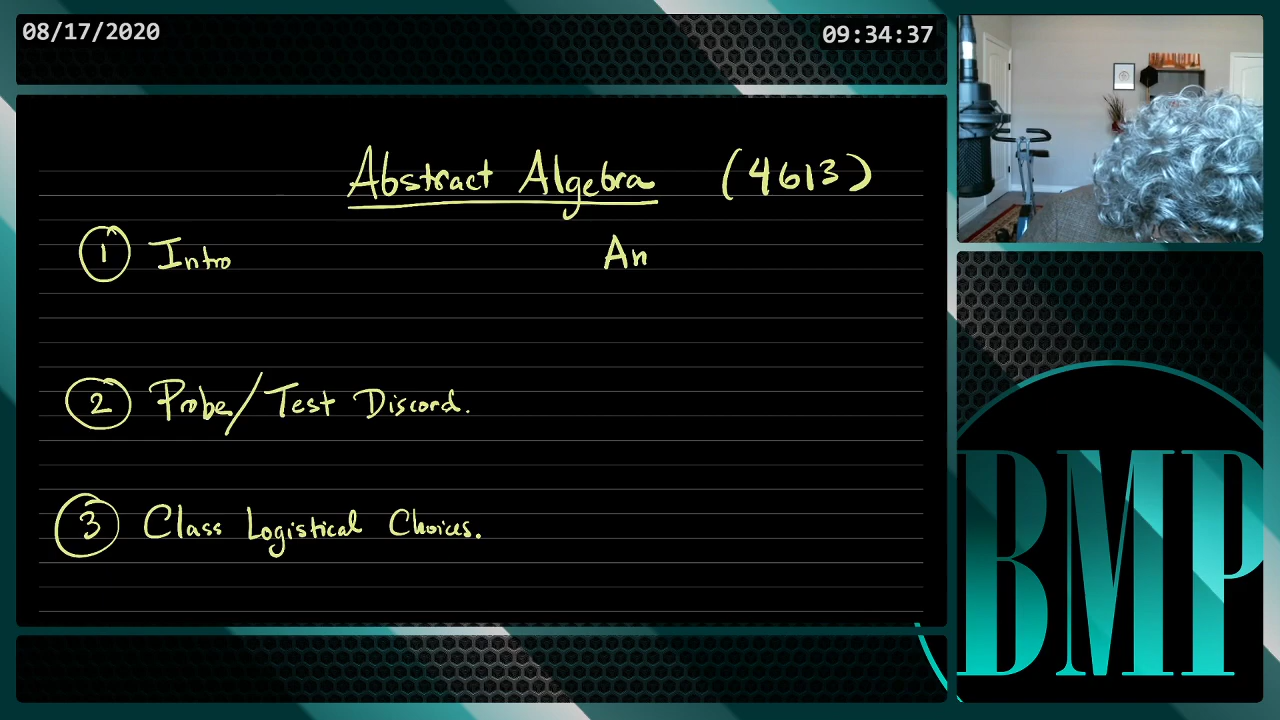 08/17/2020 09:34:37
Abstract Algebra (4613)
1 Intro An
2 Probe/Test Discord.
3 Class Logistical Choices.
BMP